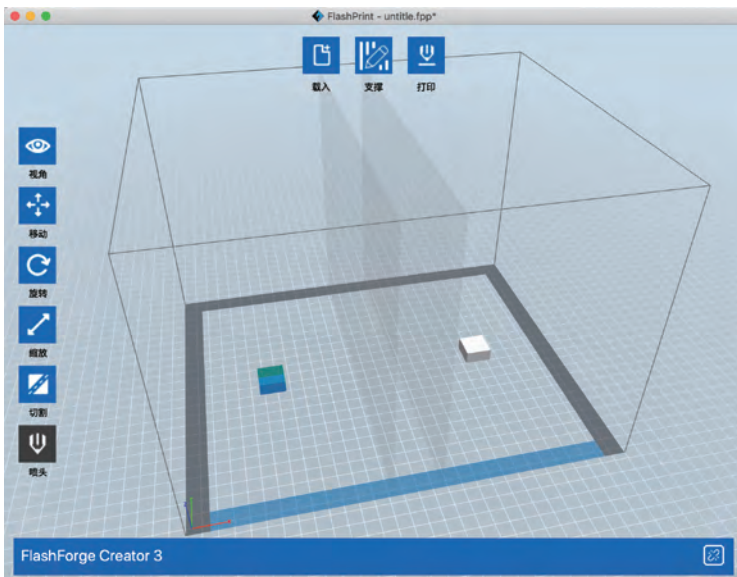 FlashPrint - untitle.fpp*
载入 支撑 打印
视角
移动
旋转
缩放
切割
喷头
FlashForge Creator 3